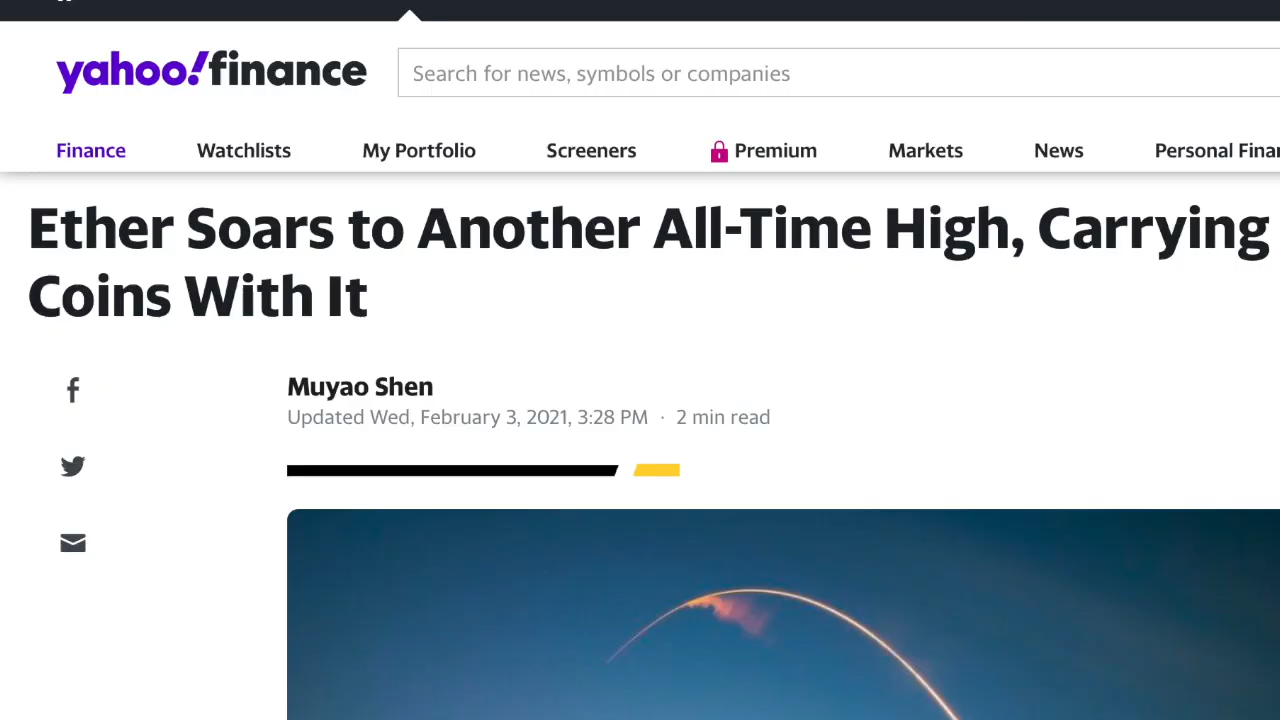 yahoo!finance
Search for news, symbols or companies
Finance Watchlists My Portfolio Screeners Premium Markets News Personal
Ether Soars to Another All-Time High, Carrying
Coins With It
Muyao Shen
Updated Wed, February 3, 2021, 3:28 PM · 2 min read